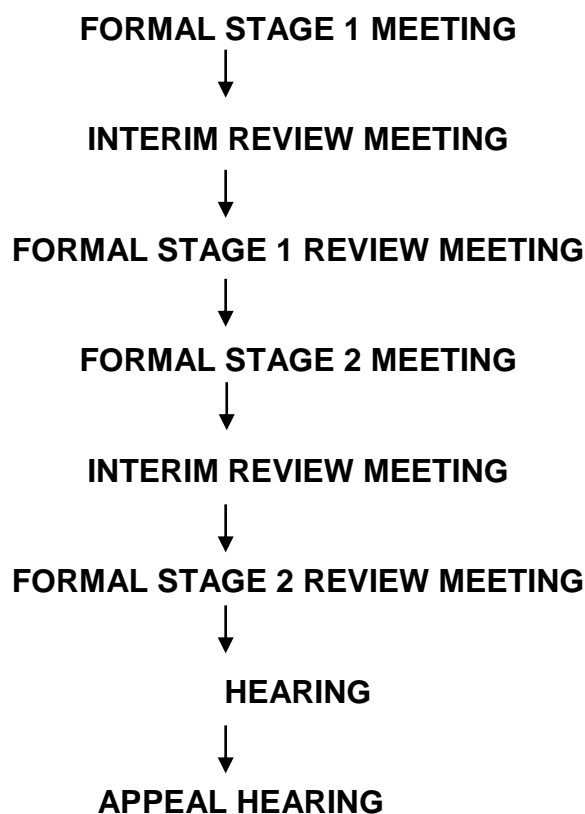 FORMAL STAGE 1 MEETING
INTERIM REVIEW MEETING
FORMAL STAGE 1 REVIEW MEETING
FORMAL STAGE 2 MEETING
INTERIM REVIEW MEETING
FORMAL STAGE 2 REVIEW MEETING
HEARING
APPEAL HEARING